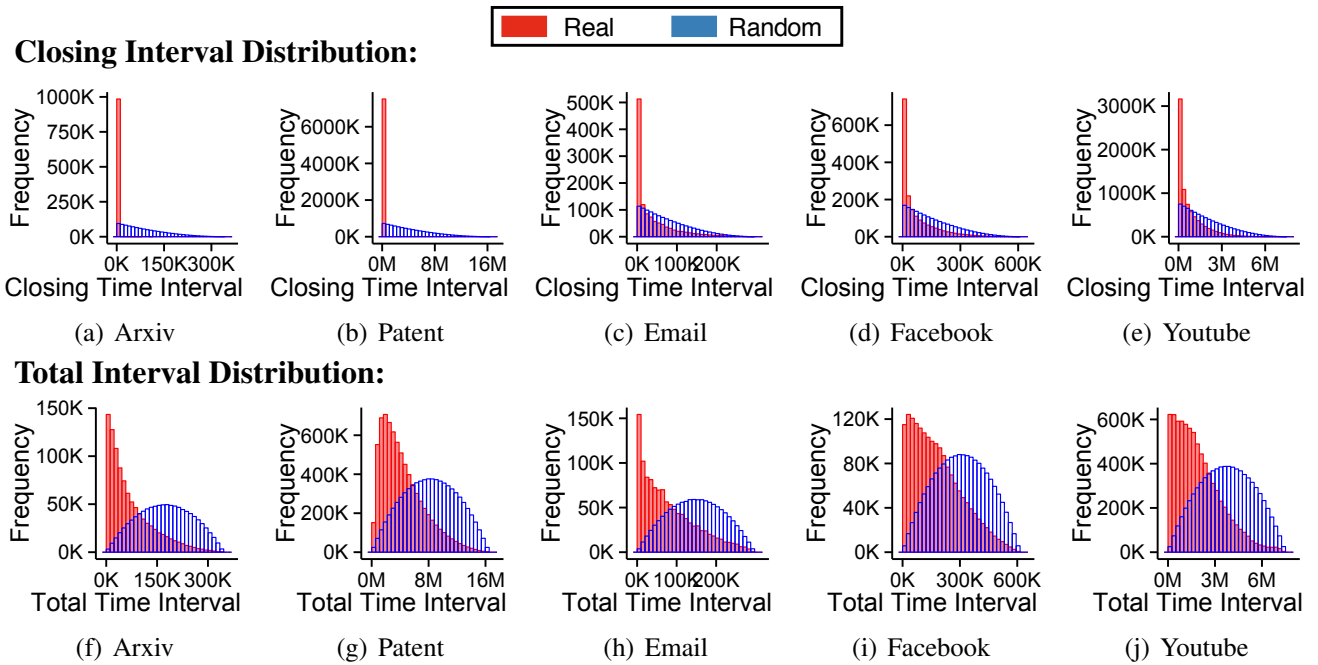 Real Random
Closing Interval Distribution:
1000K
750K
500K
250K
0K
Frequency
0K 150K 300K
Closing Time Interval
(a) Arxiv
6000K
4000K
2000K
0K
Frequency
0M 8M 16M
Closing Time Interval
(b) Patent
500K
400K
300K
200K
100K
0K
Frequency
0K 100K 200K
Closing Time Interval
(c) Email
600K
400K
200K
0K
Frequency
0K 300K 600K
Closing Time Interval
(d) Facebook
3000K
2000K
1000K
0K
Frequency
0M 3M 6M
Closing Time Interval
(e) Youtube
Total Interval Distribution:
150K
100K
50K
0K
Frequency
0K 150K 300K
Total Time Interval
(f) Arxiv
600K
400K
200K
0K
Frequency
0M 8M 16M
Total Time Interval
(g) Patent
150K
100K
50K
0K
Frequency
0K 100K 200K
Total Time Interval
(h) Email
120K
80K
40K
0K
Frequency
0K 300K 600K
Total Time Interval
(i) Facebook
600K
400K
200K
0K
Frequency
0M 3M 6M
Total Time Interval
(j) Youtube